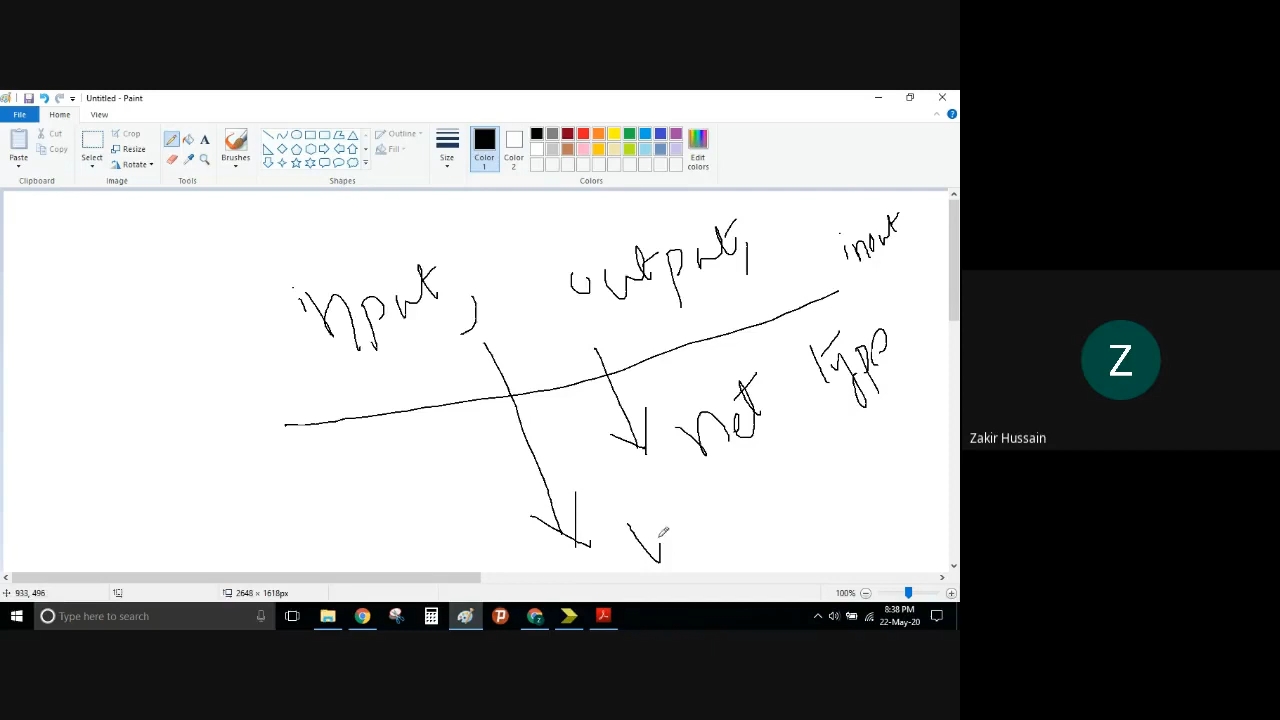 Untitled - Paint
File Home View
Paste Cut Copy Select Crop Resize Rotate Brushes Size Outline Fill Color 1 Color 2 Edit colors
Clipboard Image Tools Shapes Colors
input, output, inout
net type
V
Zakir Hussain
Z
933, 496 2648 × 1618px 100%
Type here to search
8:38 PM
22-May-20